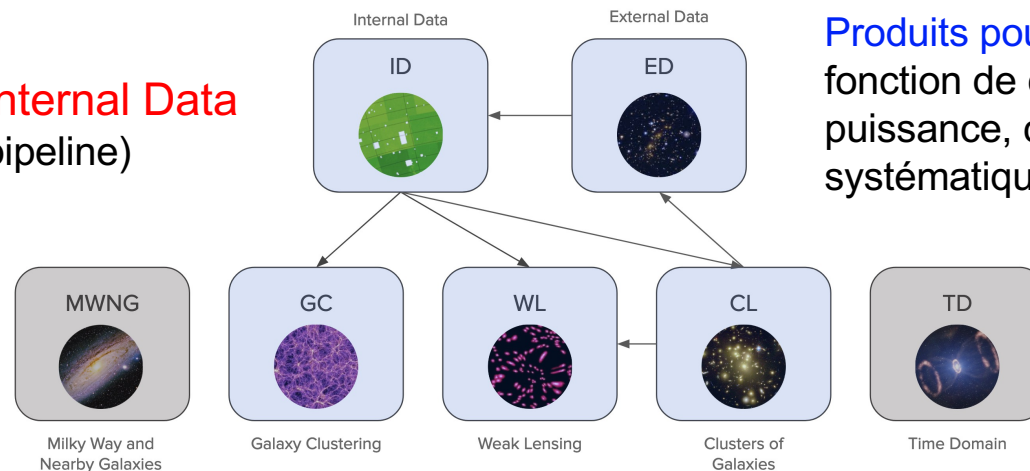 Internal Data
External Data
ID
ED
nternal Data
pipeline)
Produits pou
fonction de
puissance,
systématiqu
MWNG
GC
WL
CL
TD
Milky Way and
Nearby Galaxies
Galaxy Clustering
Weak Lensing
Clusters of
Galaxies
Time Domain